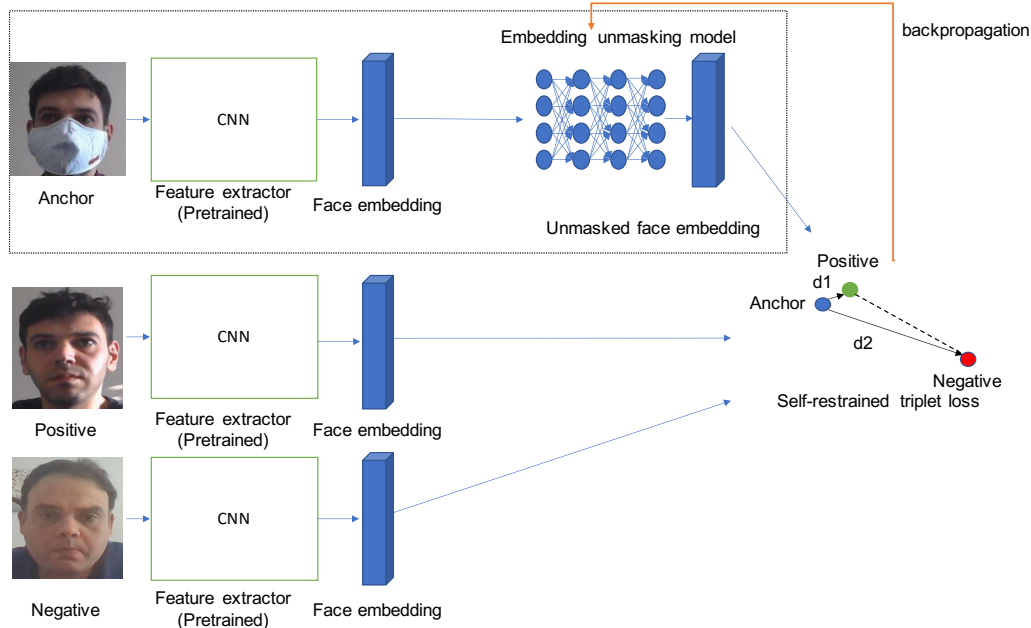 backpropagation
Embedding unmasking model
CNN
Anchor
Feature extractor
(Pretrained)
Face embedding
Unmasked face embedding
Positive
d1
Anchor
d2
Negative
Self-restrained triplet loss
CNN
Positive
Feature extractor
(Pretrained)
Face embedding
CNN
Negative
Feature extractor
(Pretrained)
Face embedding